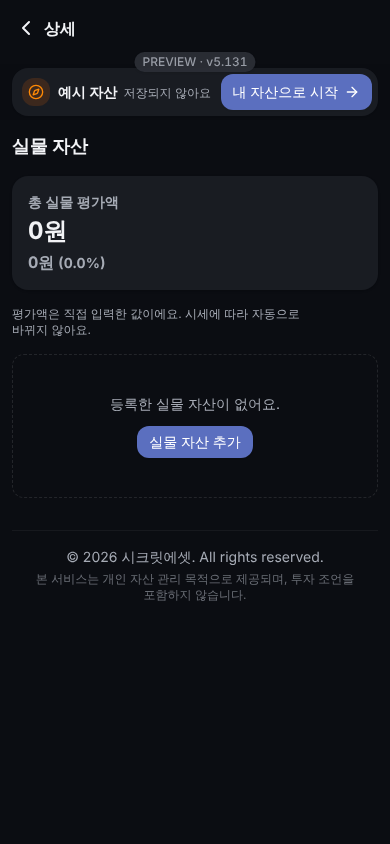 상세
PREVIEW · v5.131
예시 자산 저장되지 않아요 내 자산으로 시작 →
실물 자산
총 실물 평가액
0원
0원 (0.0%)
평가액은 직접 입력한 값이에요. 시세에 따라 자동으로
바뀌지 않아요.
등록한 실물 자산이 없어요.
실물 자산 추가
© 2026 시크릿에셋. All rights reserved.
본 서비스는 개인 자산 관리 목적으로 제공되며, 투자 조언을
포함하지 않습니다.